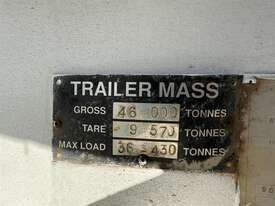 TRAILER MASS
GROSS 46 000 TONNES
TARE 9 570 TONNES
MAX LOAD 36 430 TONNES